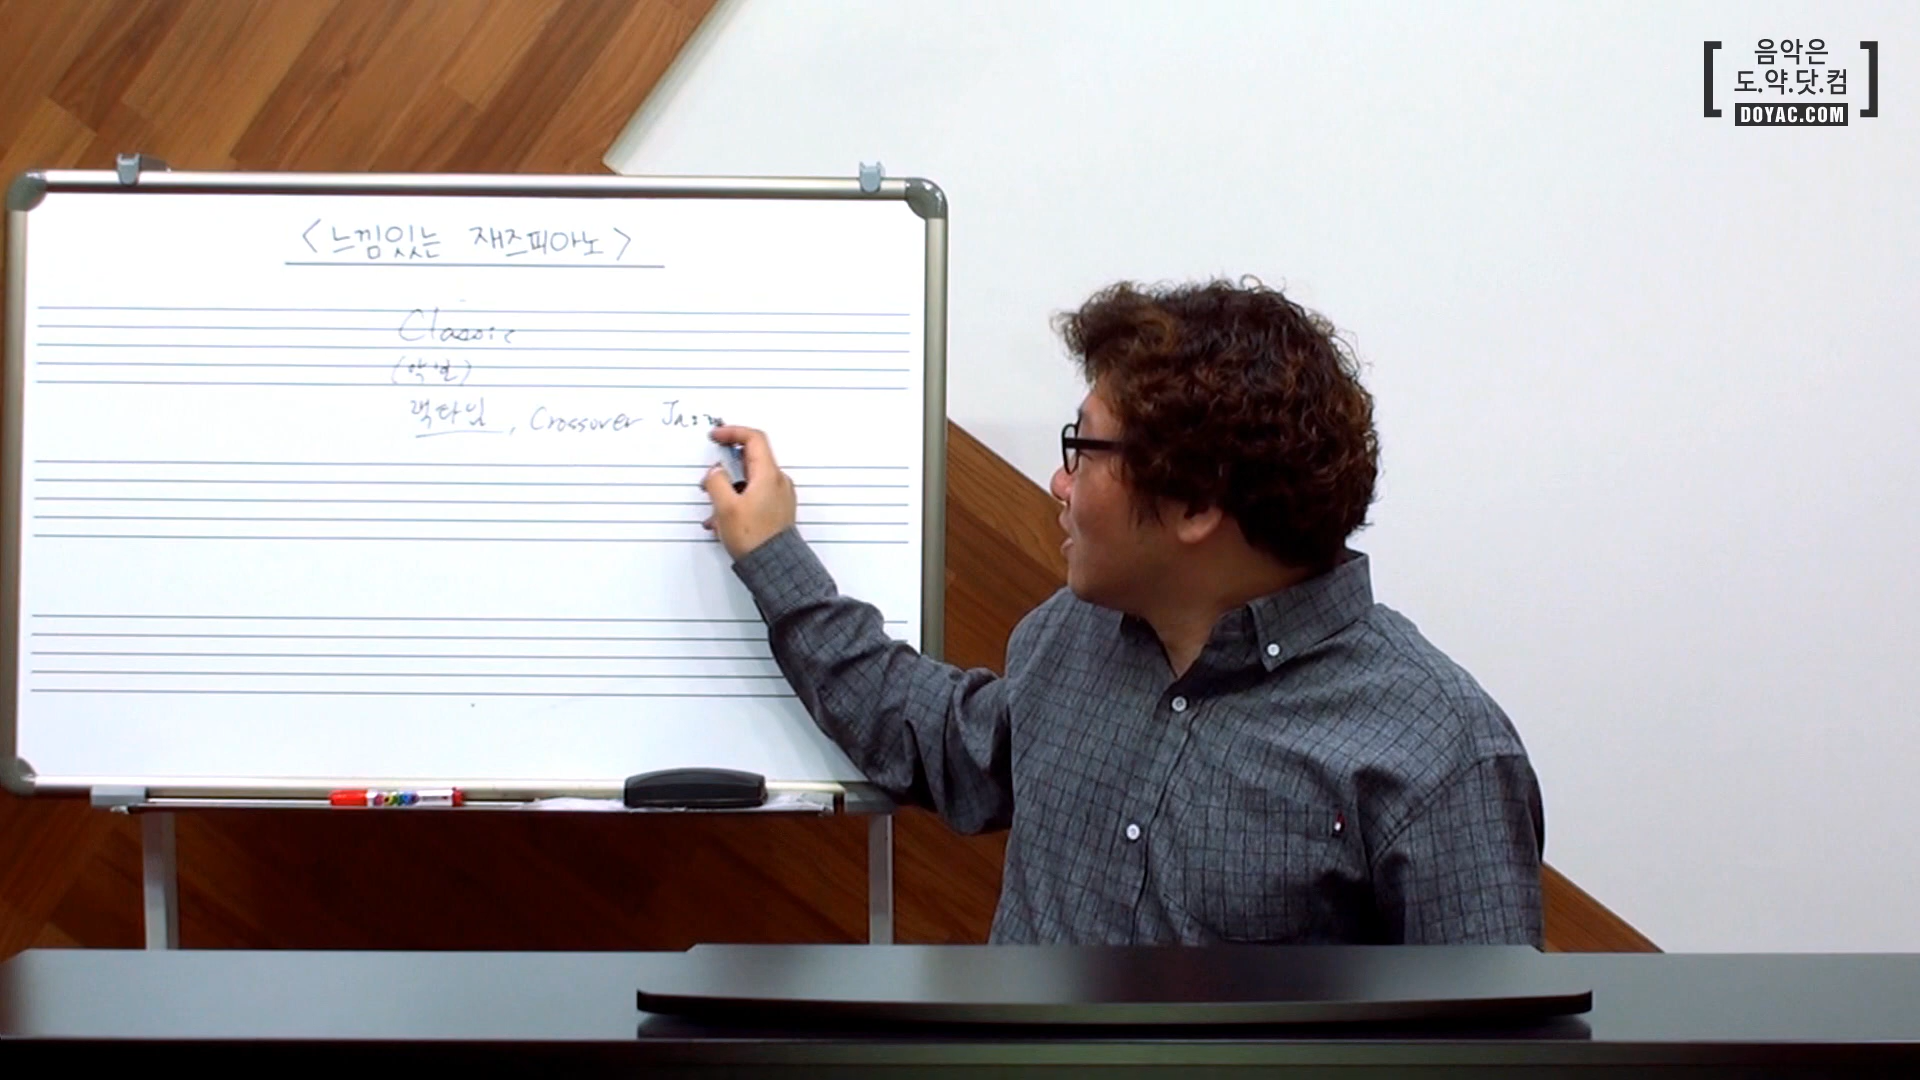 <느낌있는 재즈피아노>
Classic
(악보)
랙타임, Crossover Jazz
음악은
도.약.닷.컴
DOYAC.COM